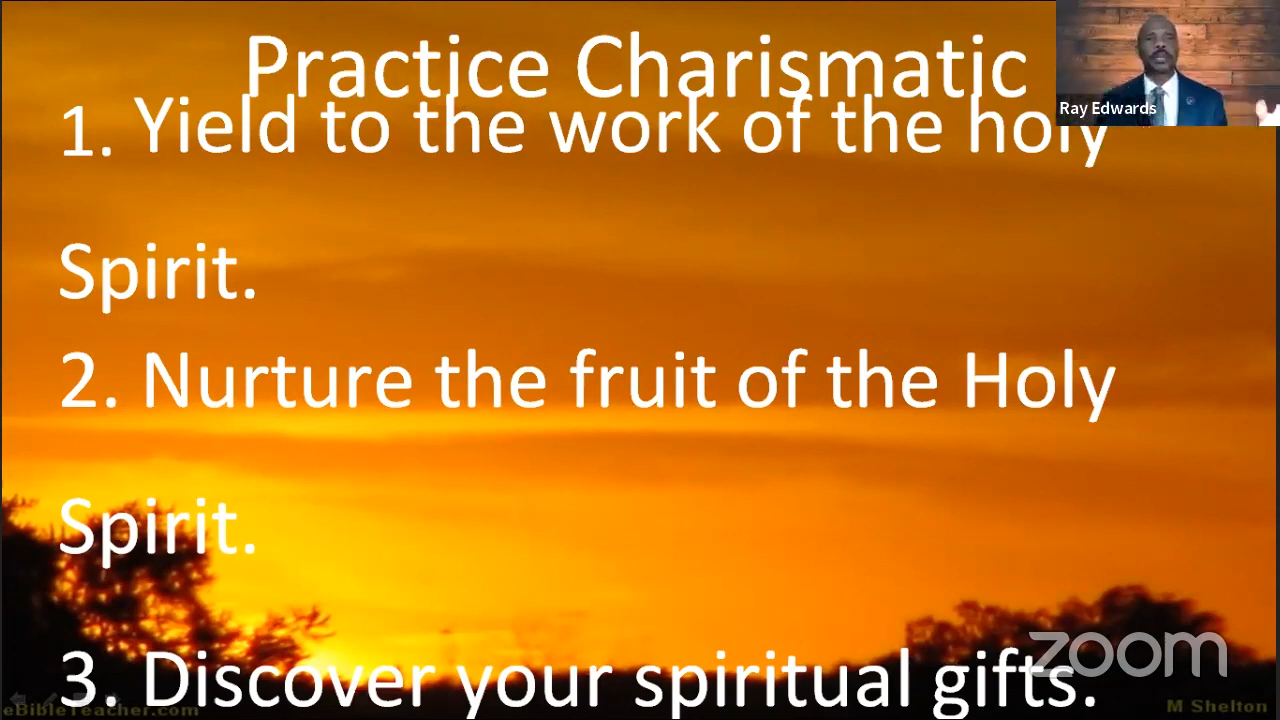 Practice Charismatic
Ray Edwards
1. Yield to the work of the holy
Spirit.
2. Nurture the fruit of the Holy
Spirit.
3. Discover your spiritual gifts.
zoom
eBibleTeacher.com
M Shelton